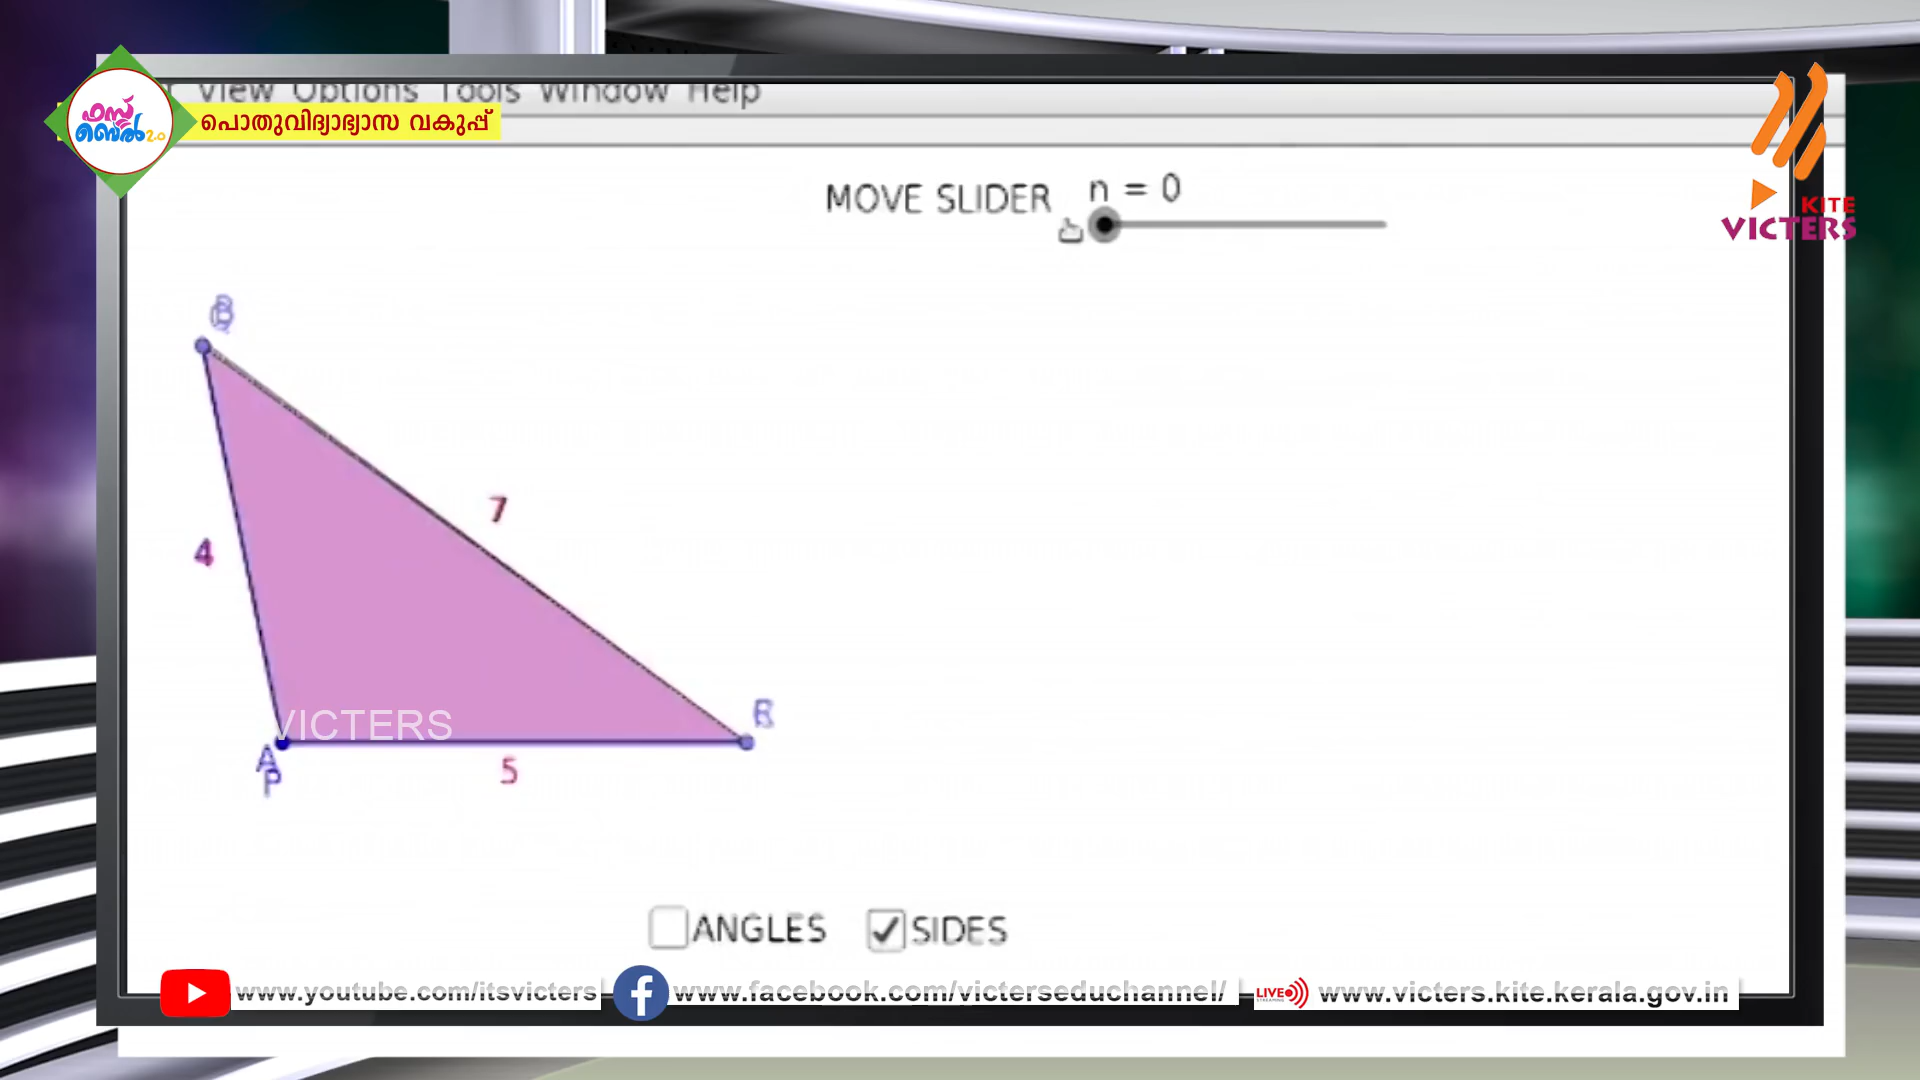 View Options Tools Window Help
ഫസ്റ്റ്
ബെൽ 2.0
പൊതുവിദ്യാഭ്യാസ വകുപ്പ്
MOVE SLIDER n = 0
KITE
VICTERS
7
4
VICTERS
A
P
5
ANGLES SIDES
www.youtube.com/itsvicters
www.facebook.com/victerseduchannel/
LIVE
www.victers.kite.kerala.gov.in